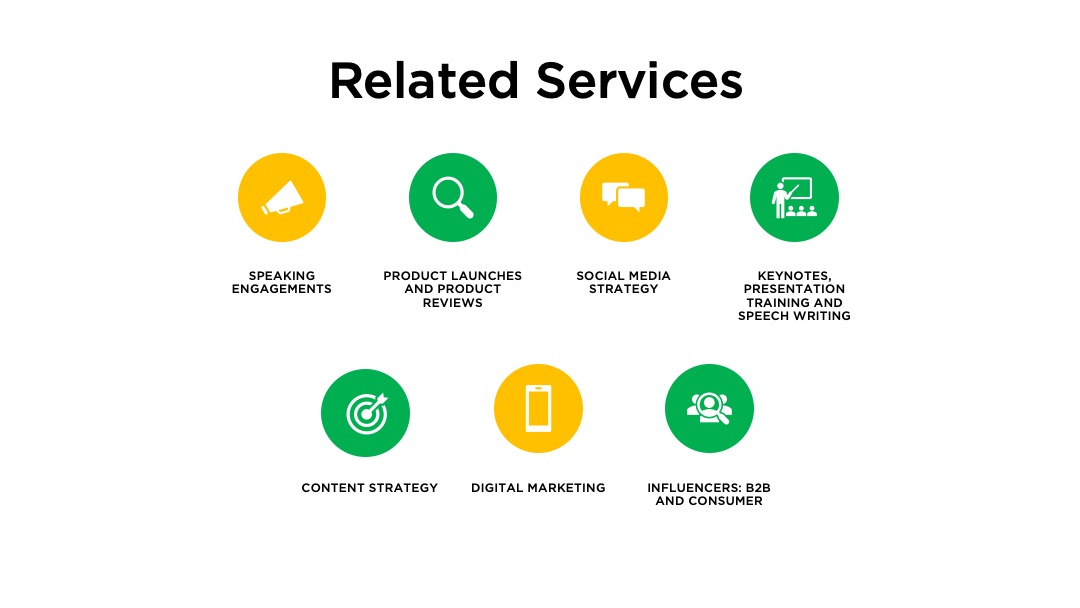 Related Services
SPEAKING
ENGAGEMENTS
PRODUCT LAUNCHES
AND PRODUCT
REVIEWS
SOCIAL MEDIA
STRATEGY
KEYNOTES,
PRESENTATION
TRAINING AND
SPEECH WRITING
CONTENT STRATEGY
DIGITAL MARKETING
INFLUENCERS: B2B
AND CONSUMER